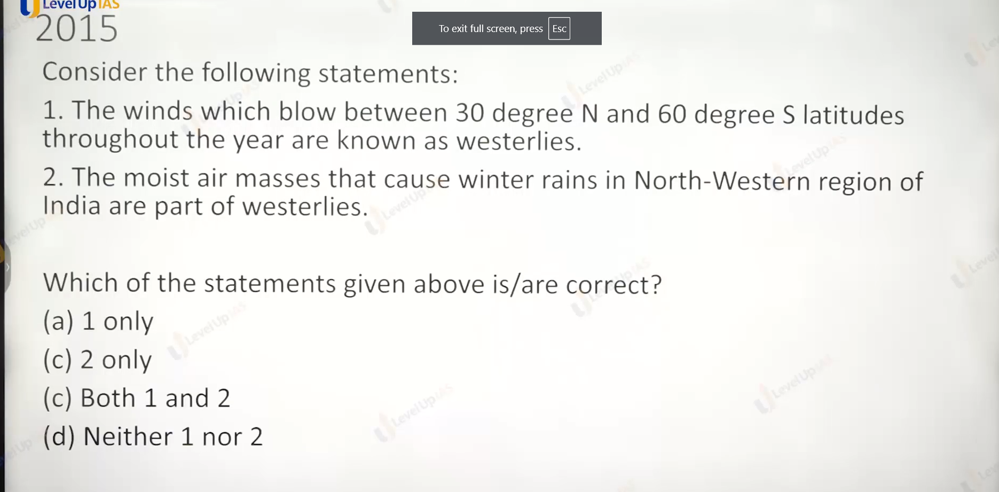 LevelUp IAS
2015
To exit full screen, press Esc
Consider the following statements:
1. The winds which blow between 30 degree N and 60 degree S latitudes
throughout the year are known as westerlies.
2. The moist air masses that cause winter rains in North-Western region of
India are part of westerlies.
Which of the statements given above is/are correct?
(a) 1 only
(c) 2 only
(c) Both 1 and 2
(d) Neither 1 nor 2